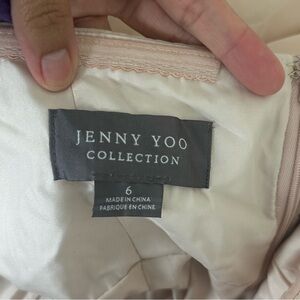 JENNY YOO
COLLECTION
6
MADE IN CHINA
FABRIQUÉ EN CHINE